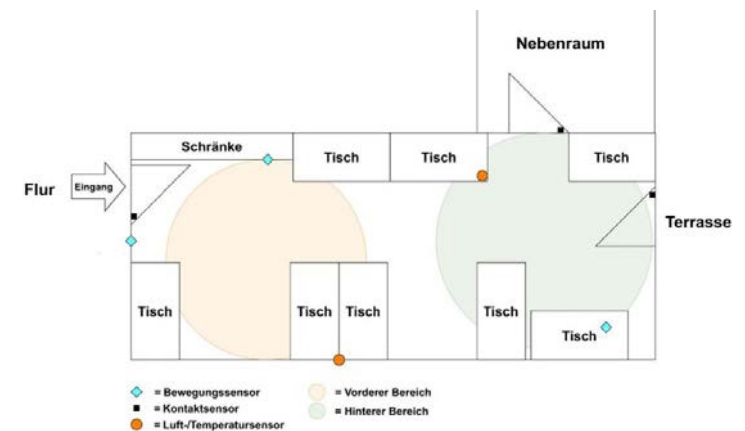 Nebenraum
Schränke
Tisch
Tisch
Tisch
Flur
Eingang
Terrasse
Tisch
Tisch
Tisch
Tisch
Tisch
= Bewegungssensor
= Vorderer Bereich
= Kontaktsensor
= Hinterer Bereich
= Luft-/Temperatursensor